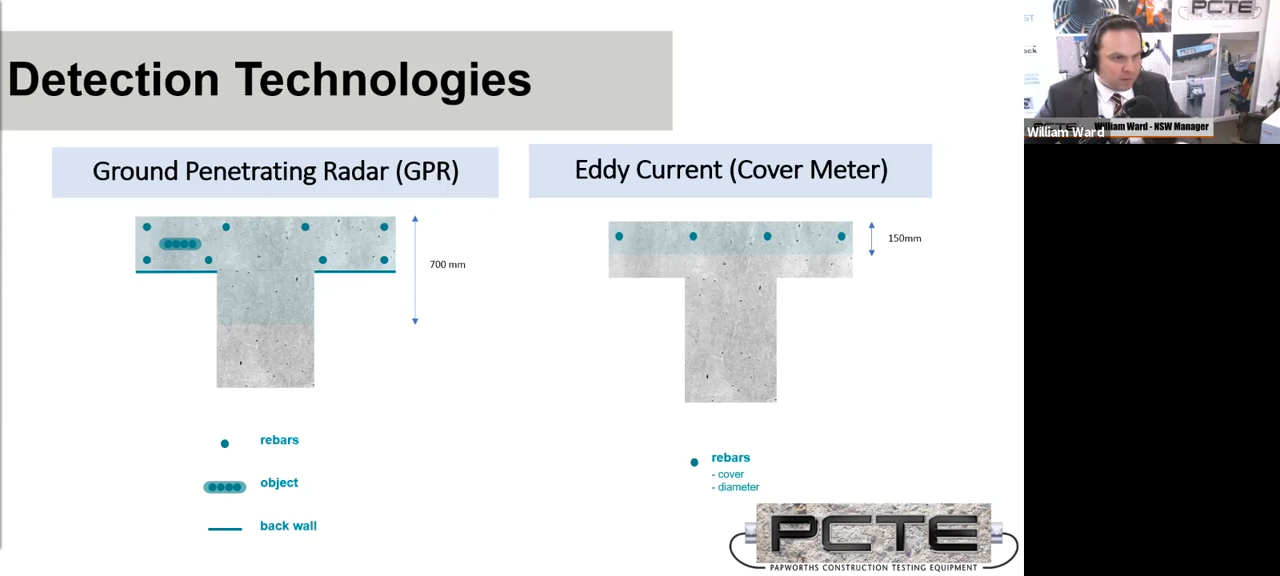 Detection Technologies
Ground Penetrating Radar (GPR)
Eddy Current (Cover Meter)
700 mm
150mm
rebars
object
back wall
rebars
- cover
- diameter
PCTE
PAPWORTHS CONSTRUCTION TESTING EQUIPMENT
PCTE
William Ward - NSW Manager
William Ward